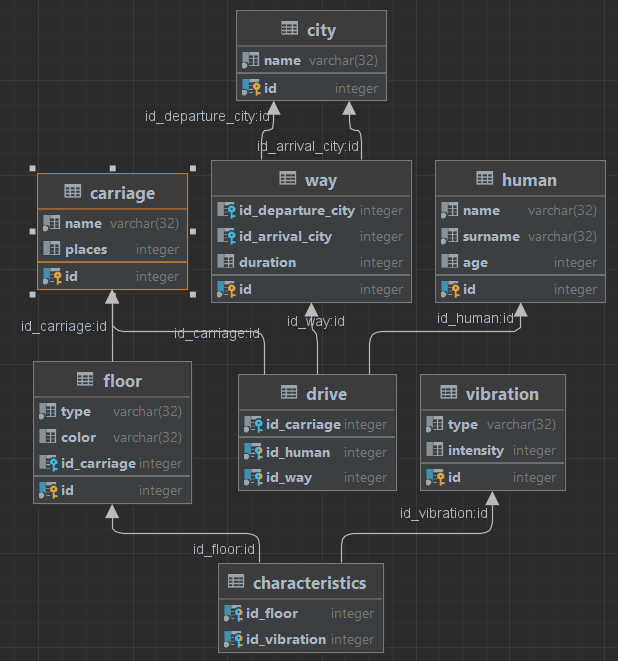 city
name varchar(32)
id integer
id_departure_city:id
id_arrival_city:id
carriage
name varchar(32)
places integer
id integer
way
id_departure_city integer
id_arrival_city integer
duration integer
id integer
human
name varchar(32)
surname varchar(32)
age integer
id integer
id_carriage:id
id_carriage:id
id_way:id
id_human:id
floor
type varchar(32)
color varchar(32)
id_carriage integer
id integer
drive
id_carriage integer
id_human integer
id_way integer
vibration
type varchar(32)
intensity integer
id integer
id_floor:id
id_vibration:id
characteristics
id_floor integer
id_vibration integer